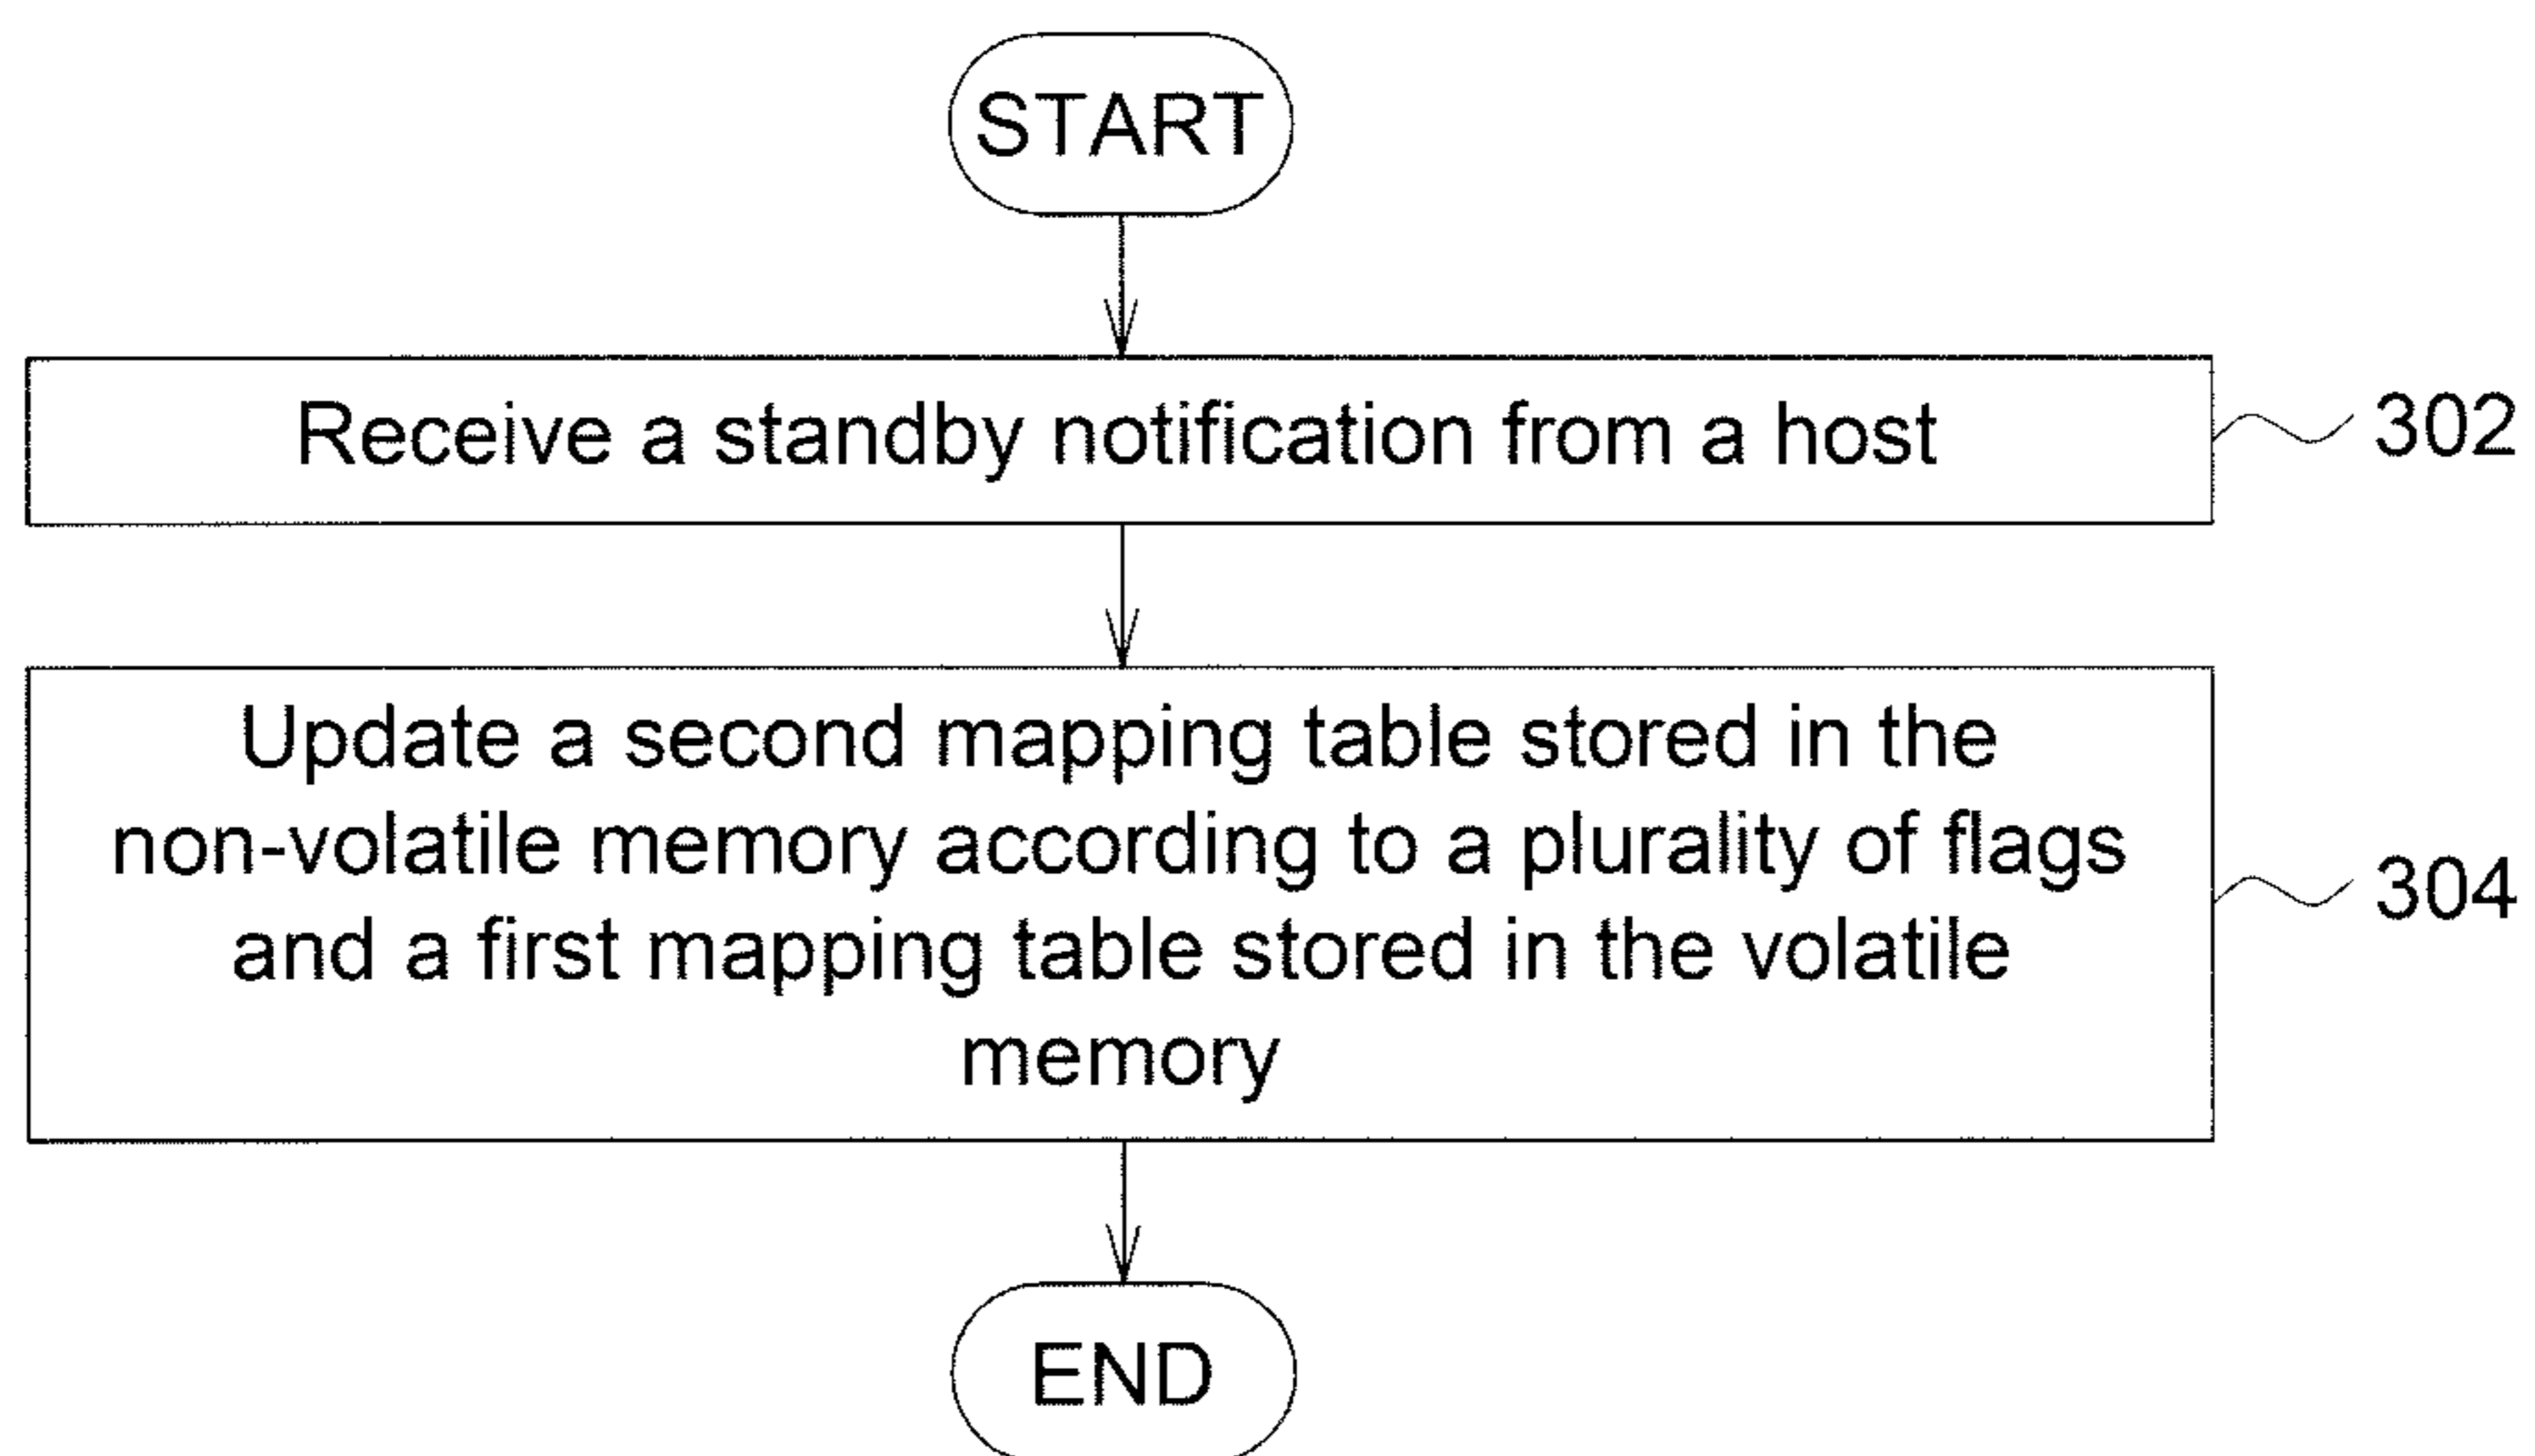 START
Receive a standby notification from a host
302
Update a second mapping table stored in the
non-volatile memory according to a plurality of flags
and a first mapping table stored in the volatile
memory
304
END